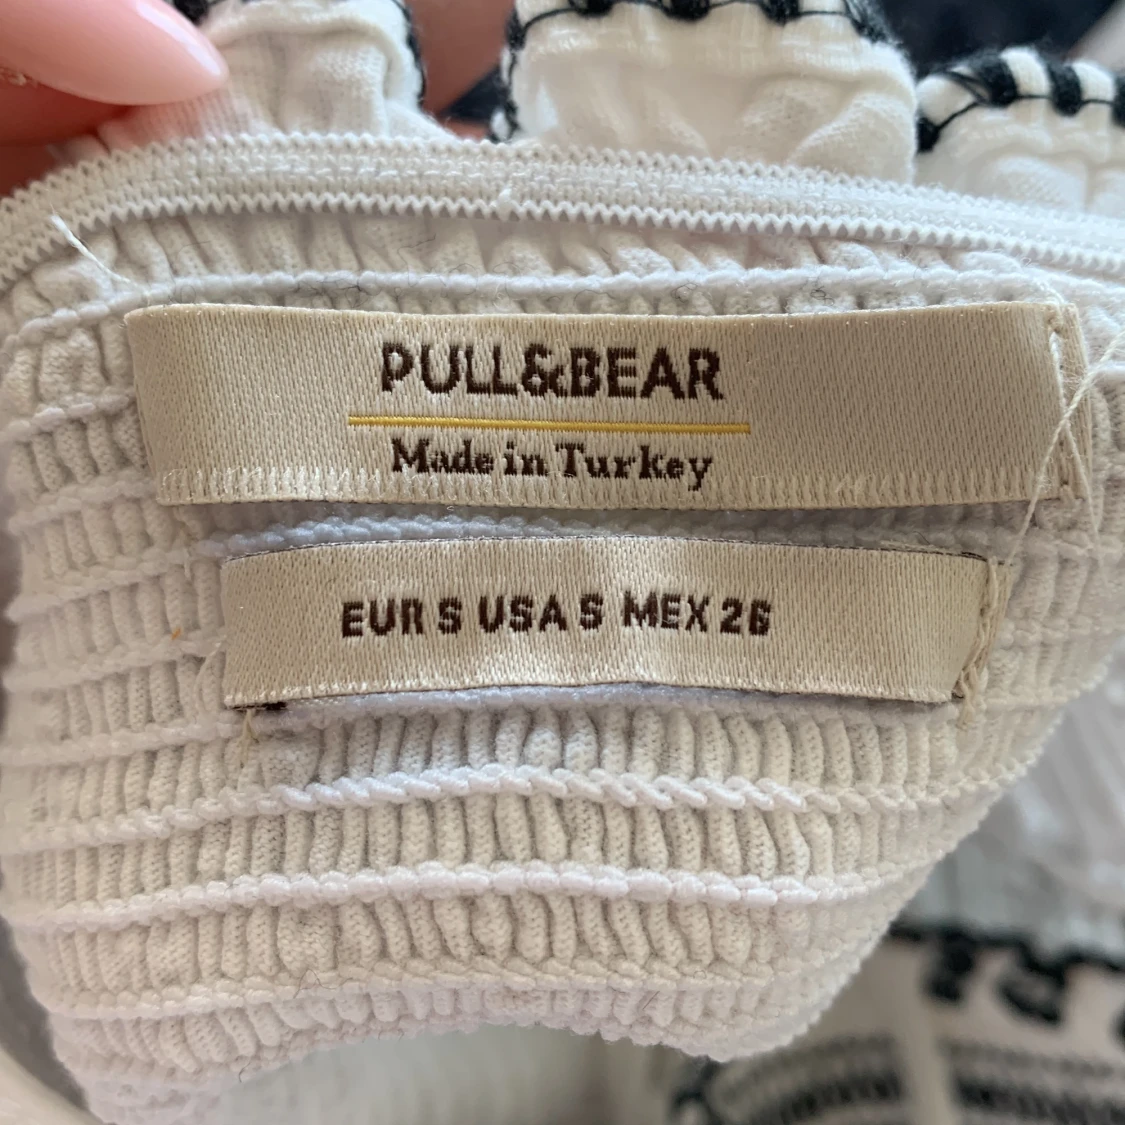 PULL&BEAR
Made in Turkey
EUR S USA S MEX 26